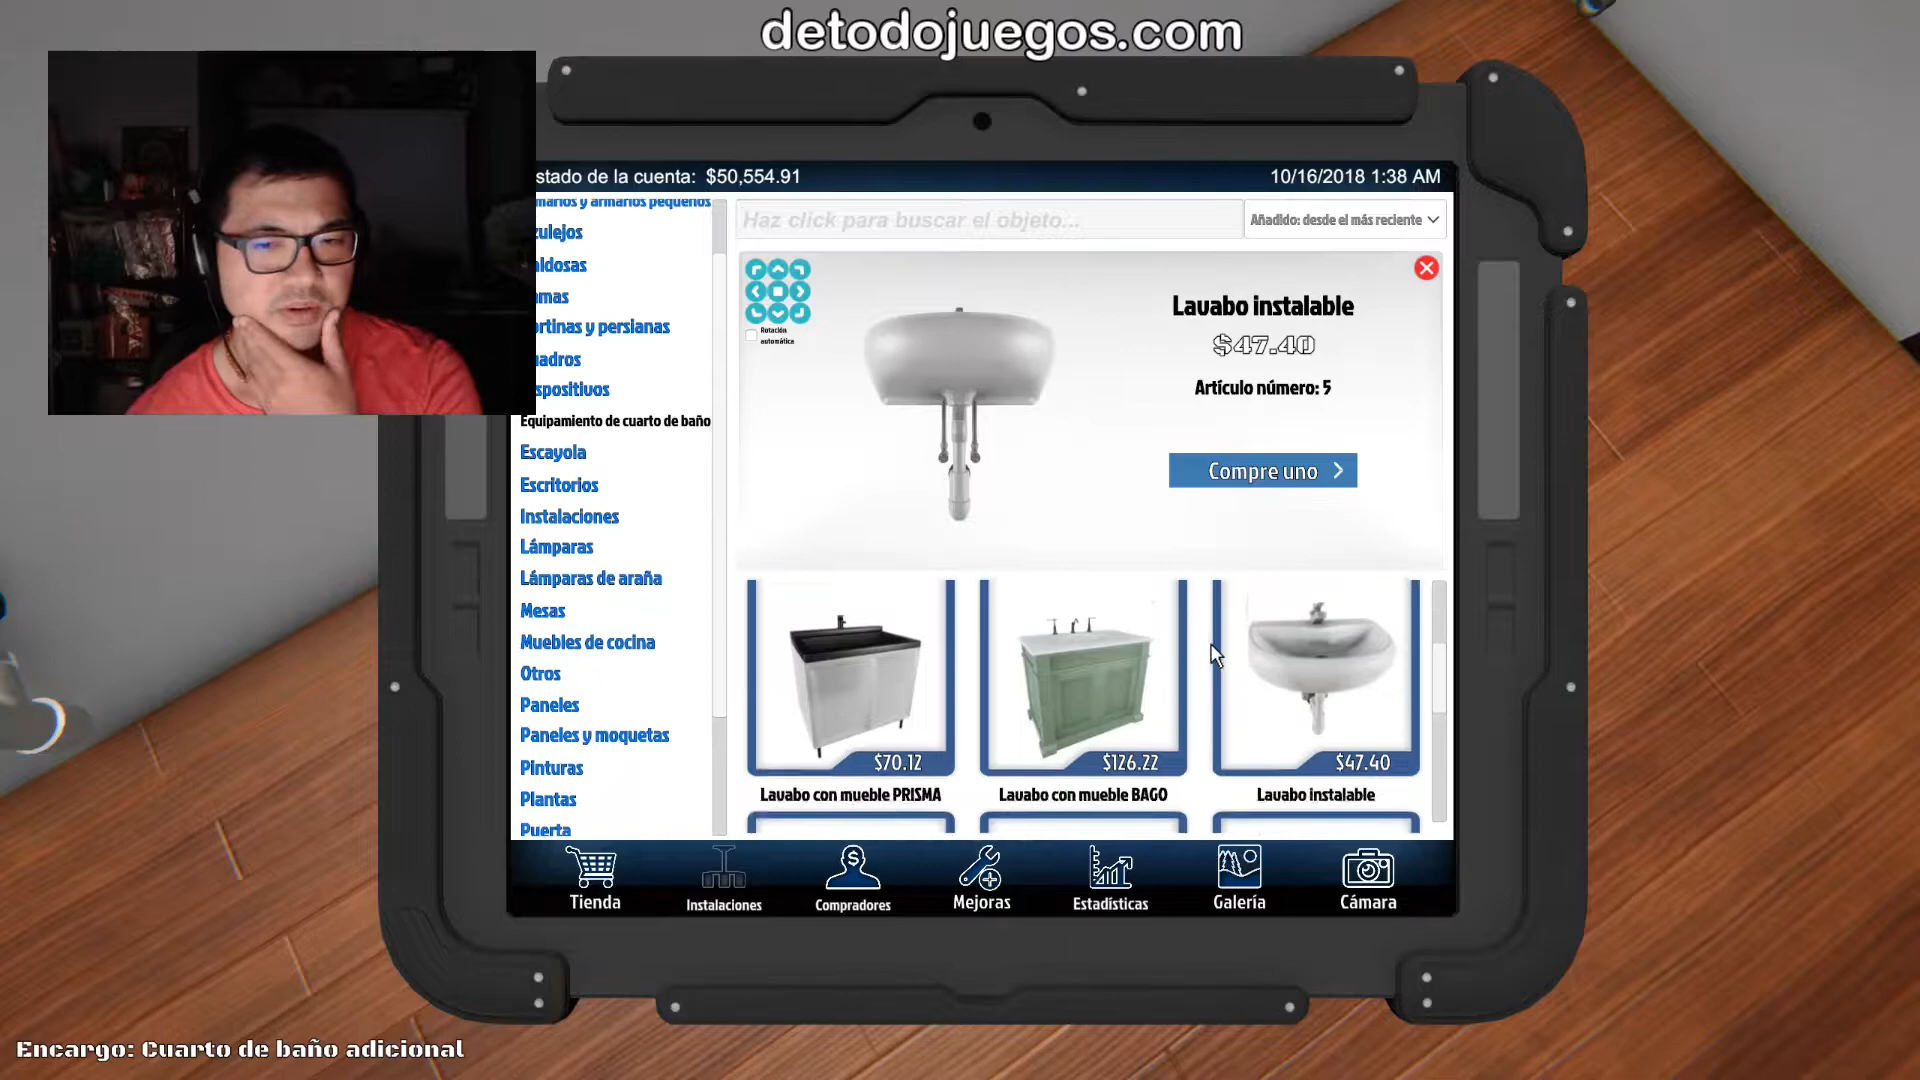 detodojuegos.com
stado de la cuenta: $50,554.91
10/16/2018 1:38 AM
marios y armarios pequeños
zulejos
aldosas
amas
ortinas y persianas
uadros
spositivos
Equipamiento de cuarto de baño
Escayola
Escritorios
Instalaciones
Lámparas
Lámparas de araña
Mesas
Muebles de cocina
Otros
Paneles
Paneles y moquetas
Pinturas
Plantas
Puerta
Haz click para buscar el objeto...
Añadido: desde el más reciente
Rotación
automática
Lavabo instalable
$47.40
Artículo número: 5
Compre uno
$70.12
$126.22
$47.40
Lavabo con mueble PRISMA
Lavabo con mueble BAGO
Lavabo instalable
Tienda
Instalaciones
Compradores
Mejoras
Estadísticas
Galería
Cámara
Encargo: Cuarto de baño adicional